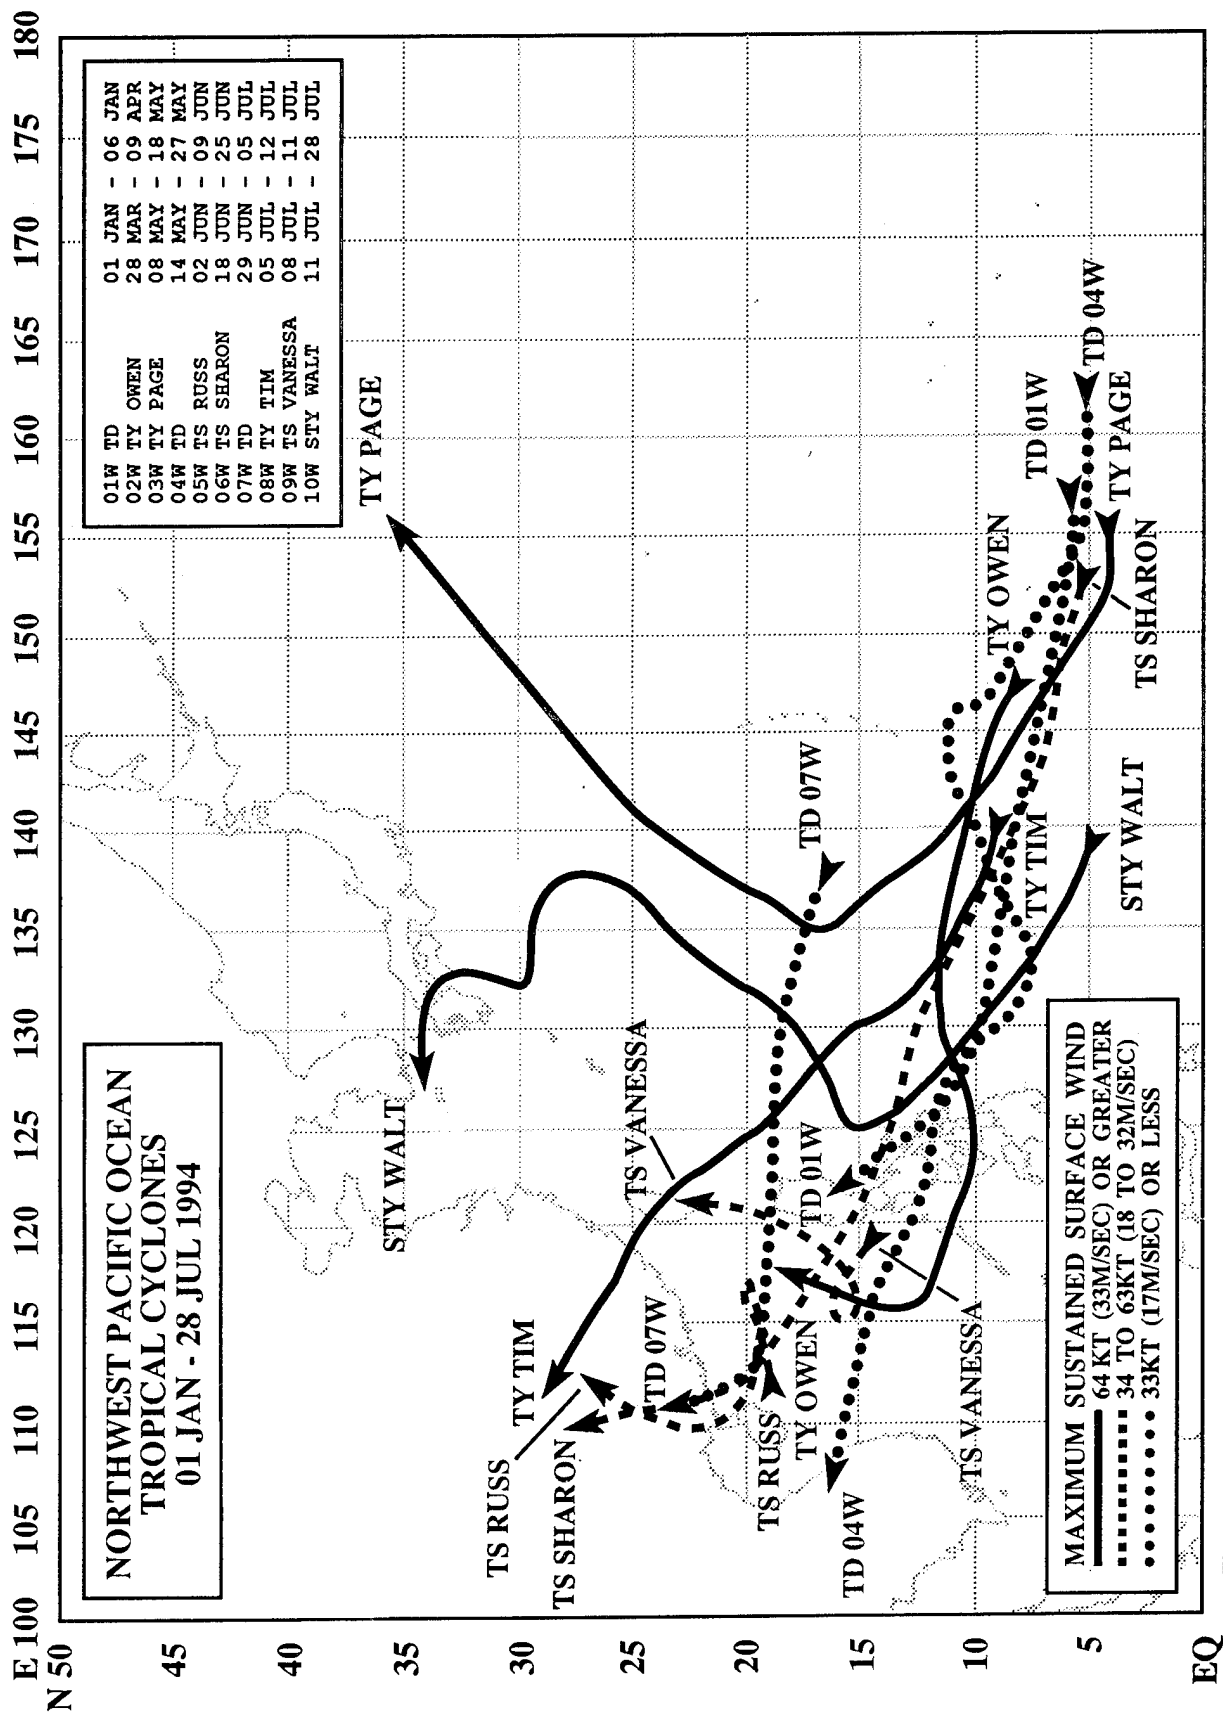 NORTHWEST PACIFIC OCEAN
TROPICAL CYCLONES
01 JAN - 28 JUL 1994
01W TD 01 JAN - 06 JAN
02W TY OWEN 28 MAR - 09 APR
03W TY PAGE 08 MAY - 18 MAY
04W TD 14 MAY - 27 MAY
05W TS RUSS 02 JUN - 09 JUN
06W TS SHARON 18 JUN - 25 JUN
07W TD 29 JUN - 05 JUL
08W TY TIM 05 JUL - 12 JUL
09W TS VANESSA 08 JUL - 11 JUL
10W STY WALT 11 JUL - 28 JUL
E 100 105 110 115 120 125 130 135 140 145 150 155 160 165 170 175 180
N 50
45
40
35
30
25
20
15
10
5
EQ
TY PAGE
STY WALT
TS VANESSA
TY TIM
TS RUSS
TS SHARON
TD 07W
TD 07W
TD 01W
TS RUSS
TY OWEN
TD 04W
TS VANESSA
TY OWEN
TD 01W
TD 04W
TY PAGE
TS SHARON
TY TIM
STY WALT
MAXIMUM SUSTAINED SURFACE WIND
64 KT (33M/SEC) OR GREATER
34 TO 63KT (18 TO 32M/SEC)
33KT (17M/SEC) OR LESS